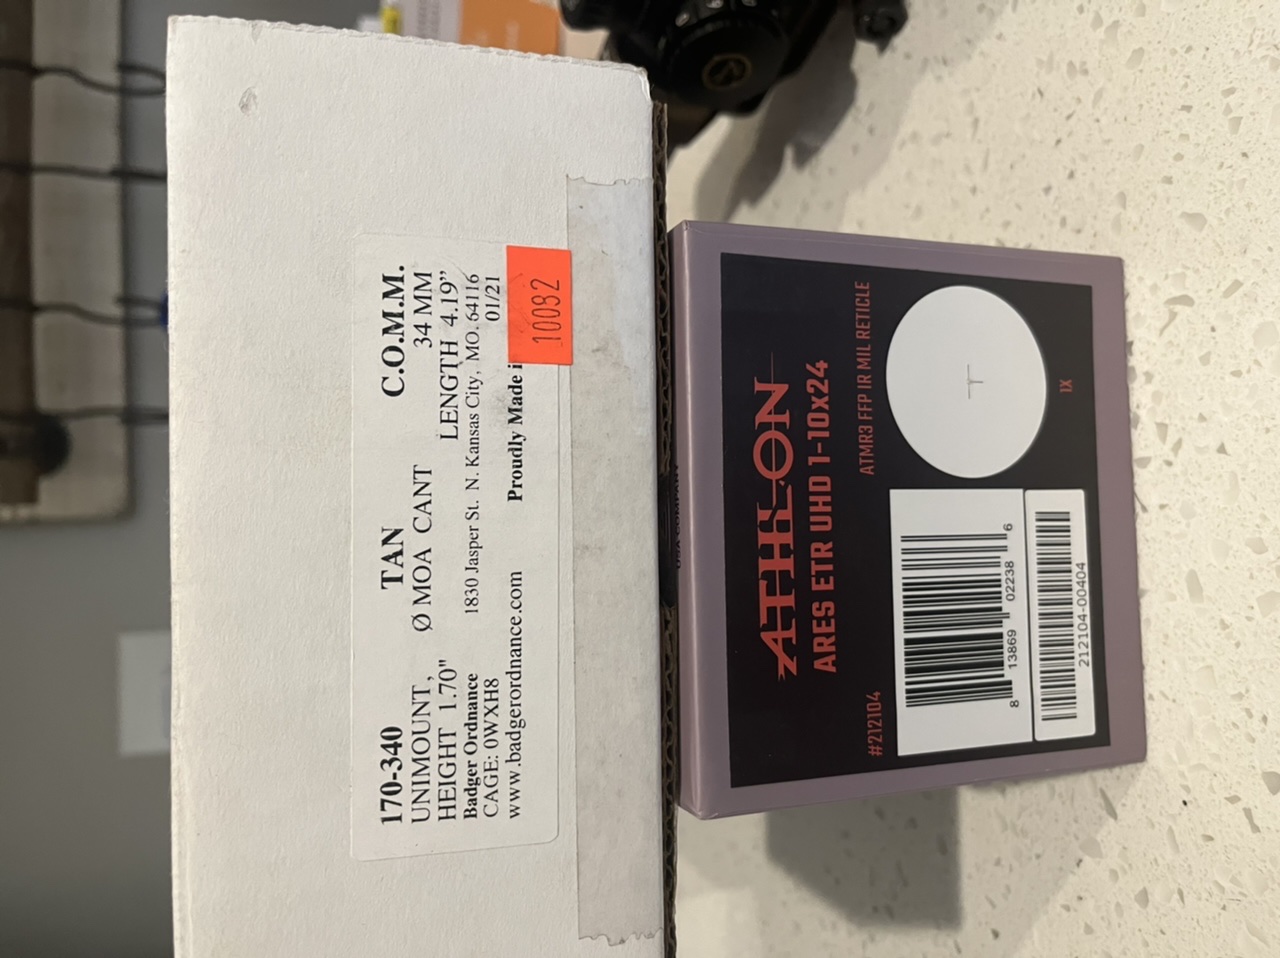 170-340 TAN C.O.M.M.
UNIMOUNT, Ø MOA CANT 34 MM
HEIGHT 1.70" LENGTH 4.19"
Badger Ordnance 1830 Jasper St. N. Kansas City, MO. 64116
CAGE: 0WXH8 01/21
www.badgerordnance.com Proudly Made i
10082
ATHLON
ARES ETR UHD 1-10x24
#212104 ATMR3 FFP IR MIL RETICLE
8 13869 02238 6
1X
212104-00404